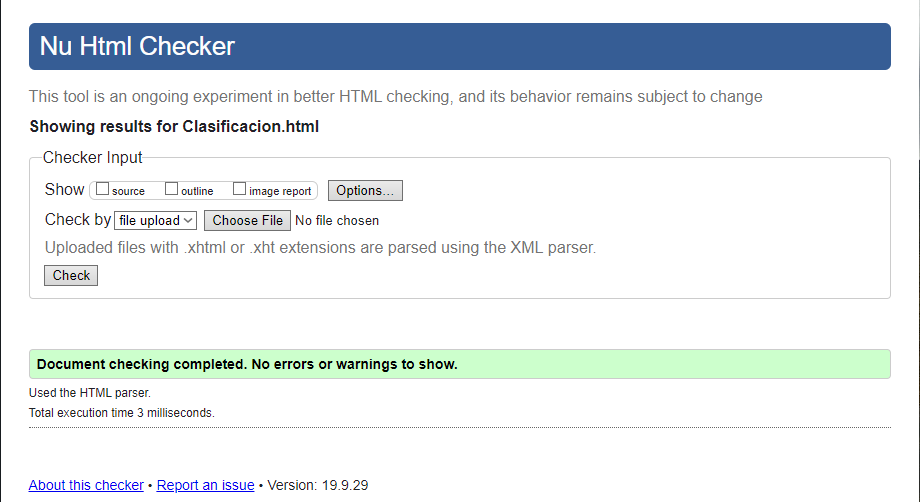 Nu Html Checker
This tool is an ongoing experiment in better HTML checking, and its behavior remains subject to change
Showing results for Clasificacion.html
Checker Input
Show source outline image report Options...
Check by file upload Choose File No file chosen
Uploaded files with .xhtml or .xht extensions are parsed using the XML parser.
Check
Document checking completed. No errors or warnings to show.
Used the HTML parser.
Total execution time 3 milliseconds.
About this checker • Report an issue • Version: 19.9.29